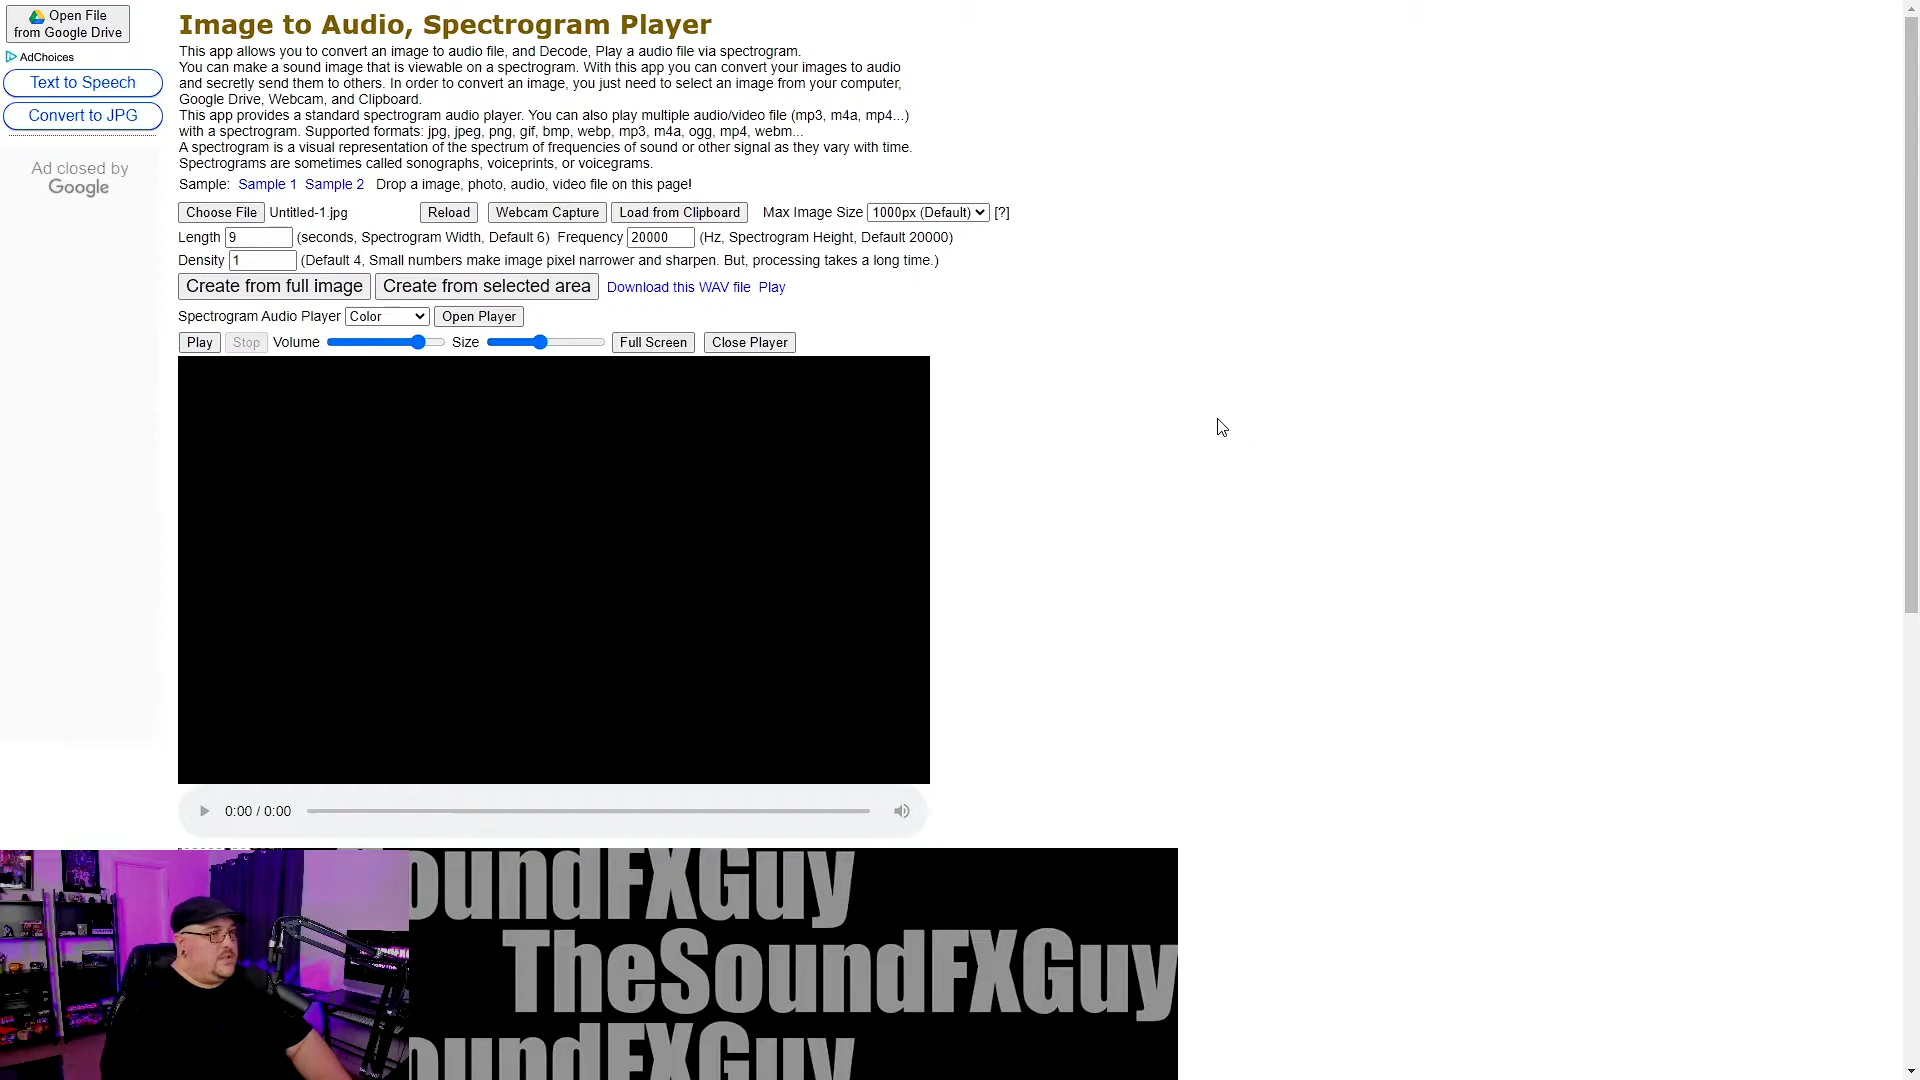 Open File
from Google Drive
AdChoices
Text to Speech
Convert to JPG
Ad closed by
Google
Image to Audio, Spectrogram Player
This app allows you to convert an image to audio file, and Decode, Play a audio file via spectrogram.
You can make a sound image that is viewable on a spectrogram. With this app you can convert your images to audio
and secretly send them to others. In order to convert an image, you just need to select an image from your computer,
Google Drive, Webcam, and Clipboard.
This app provides a standard spectrogram audio player. You can also play multiple audio/video file (mp3, m4a, mp4...)
with a spectrogram. Supported formats: jpg, jpeg, png, gif, bmp, webp, mp3, m4a, ogg, mp4, webm...
A spectrogram is a visual representation of the spectrum of frequencies of sound or other signal as they vary with time.
Spectrograms are sometimes called sonographs, voiceprints, or voicegrams.
Sample: Sample 1 Sample 2 Drop a image, photo, audio, video file on this page!
Choose File Untitled-1.jpg Reload Webcam Capture Load from Clipboard Max Image Size 1000px (Default) [?]
Length 9 (seconds, Spectrogram Width, Default 6) Frequency 20000 (Hz, Spectrogram Height, Default 20000)
Density 1 (Default 4, Small numbers make image pixel narrower and sharpen. But, processing takes a long time.)
Create from full image Create from selected area Download this WAV file Play
Spectrogram Audio Player Color Open Player
Play Stop Volume Size Full Screen Close Player
0:00 / 0:00
oundFXGuy
TheSoundFXGuy
oundFXGuy